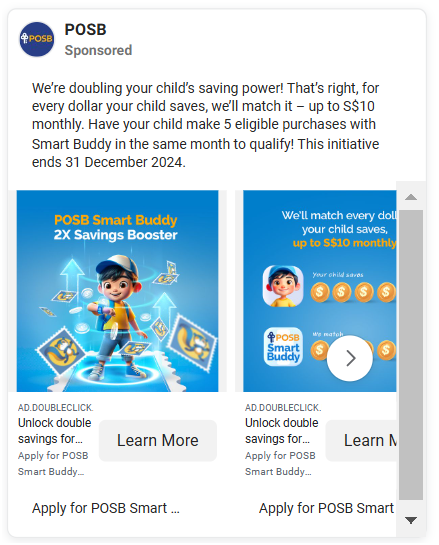 POSB
POSB
Sponsored
We’re doubling your child’s saving power! That’s right, for
every dollar your child saves, we’ll match it – up to S$10
monthly. Have your child make 5 eligible purchases with
Smart Buddy in the same month to qualify! This initiative
ends 31 December 2024.
POSB Smart Buddy
2X Savings Booster
We'll match every doll
your child saves,
up to S$10 monthly
Your child saves
$ $ $ $
We match
POSB
Smart
Buddy
$ $ $
AD.DOUBLECLICK.
Unlock double
savings for...
Apply for POSB
Smart Buddy...
Learn More
AD.DOUBLECLICK.
Unlock double
savings for...
Apply for POSB
Smart Buddy...
Learn M
Apply for POSB Smart ...
Apply for POSB Smart